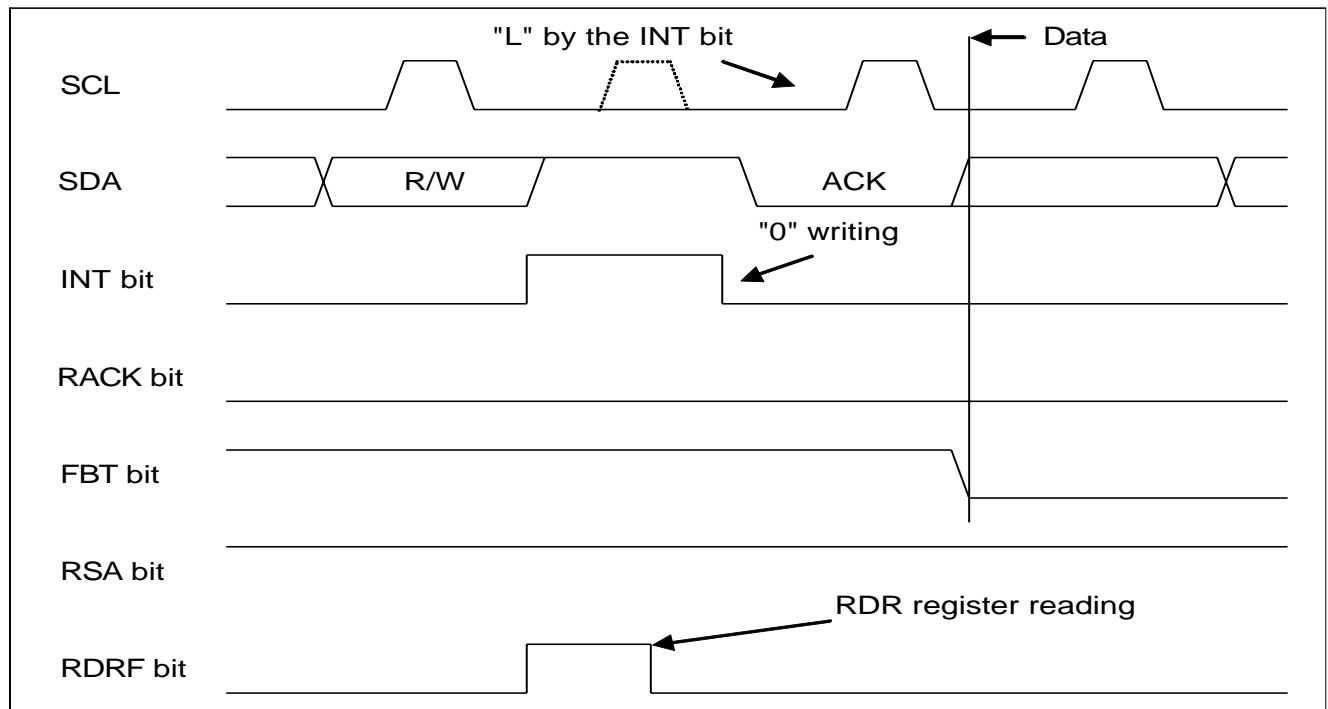 "L" by the INT bit
Data
SCL
SDA
R/W
ACK
"0" writing
INT bit
RACK bit
FBT bit
RSA bit
RDR register reading
RDRF bit